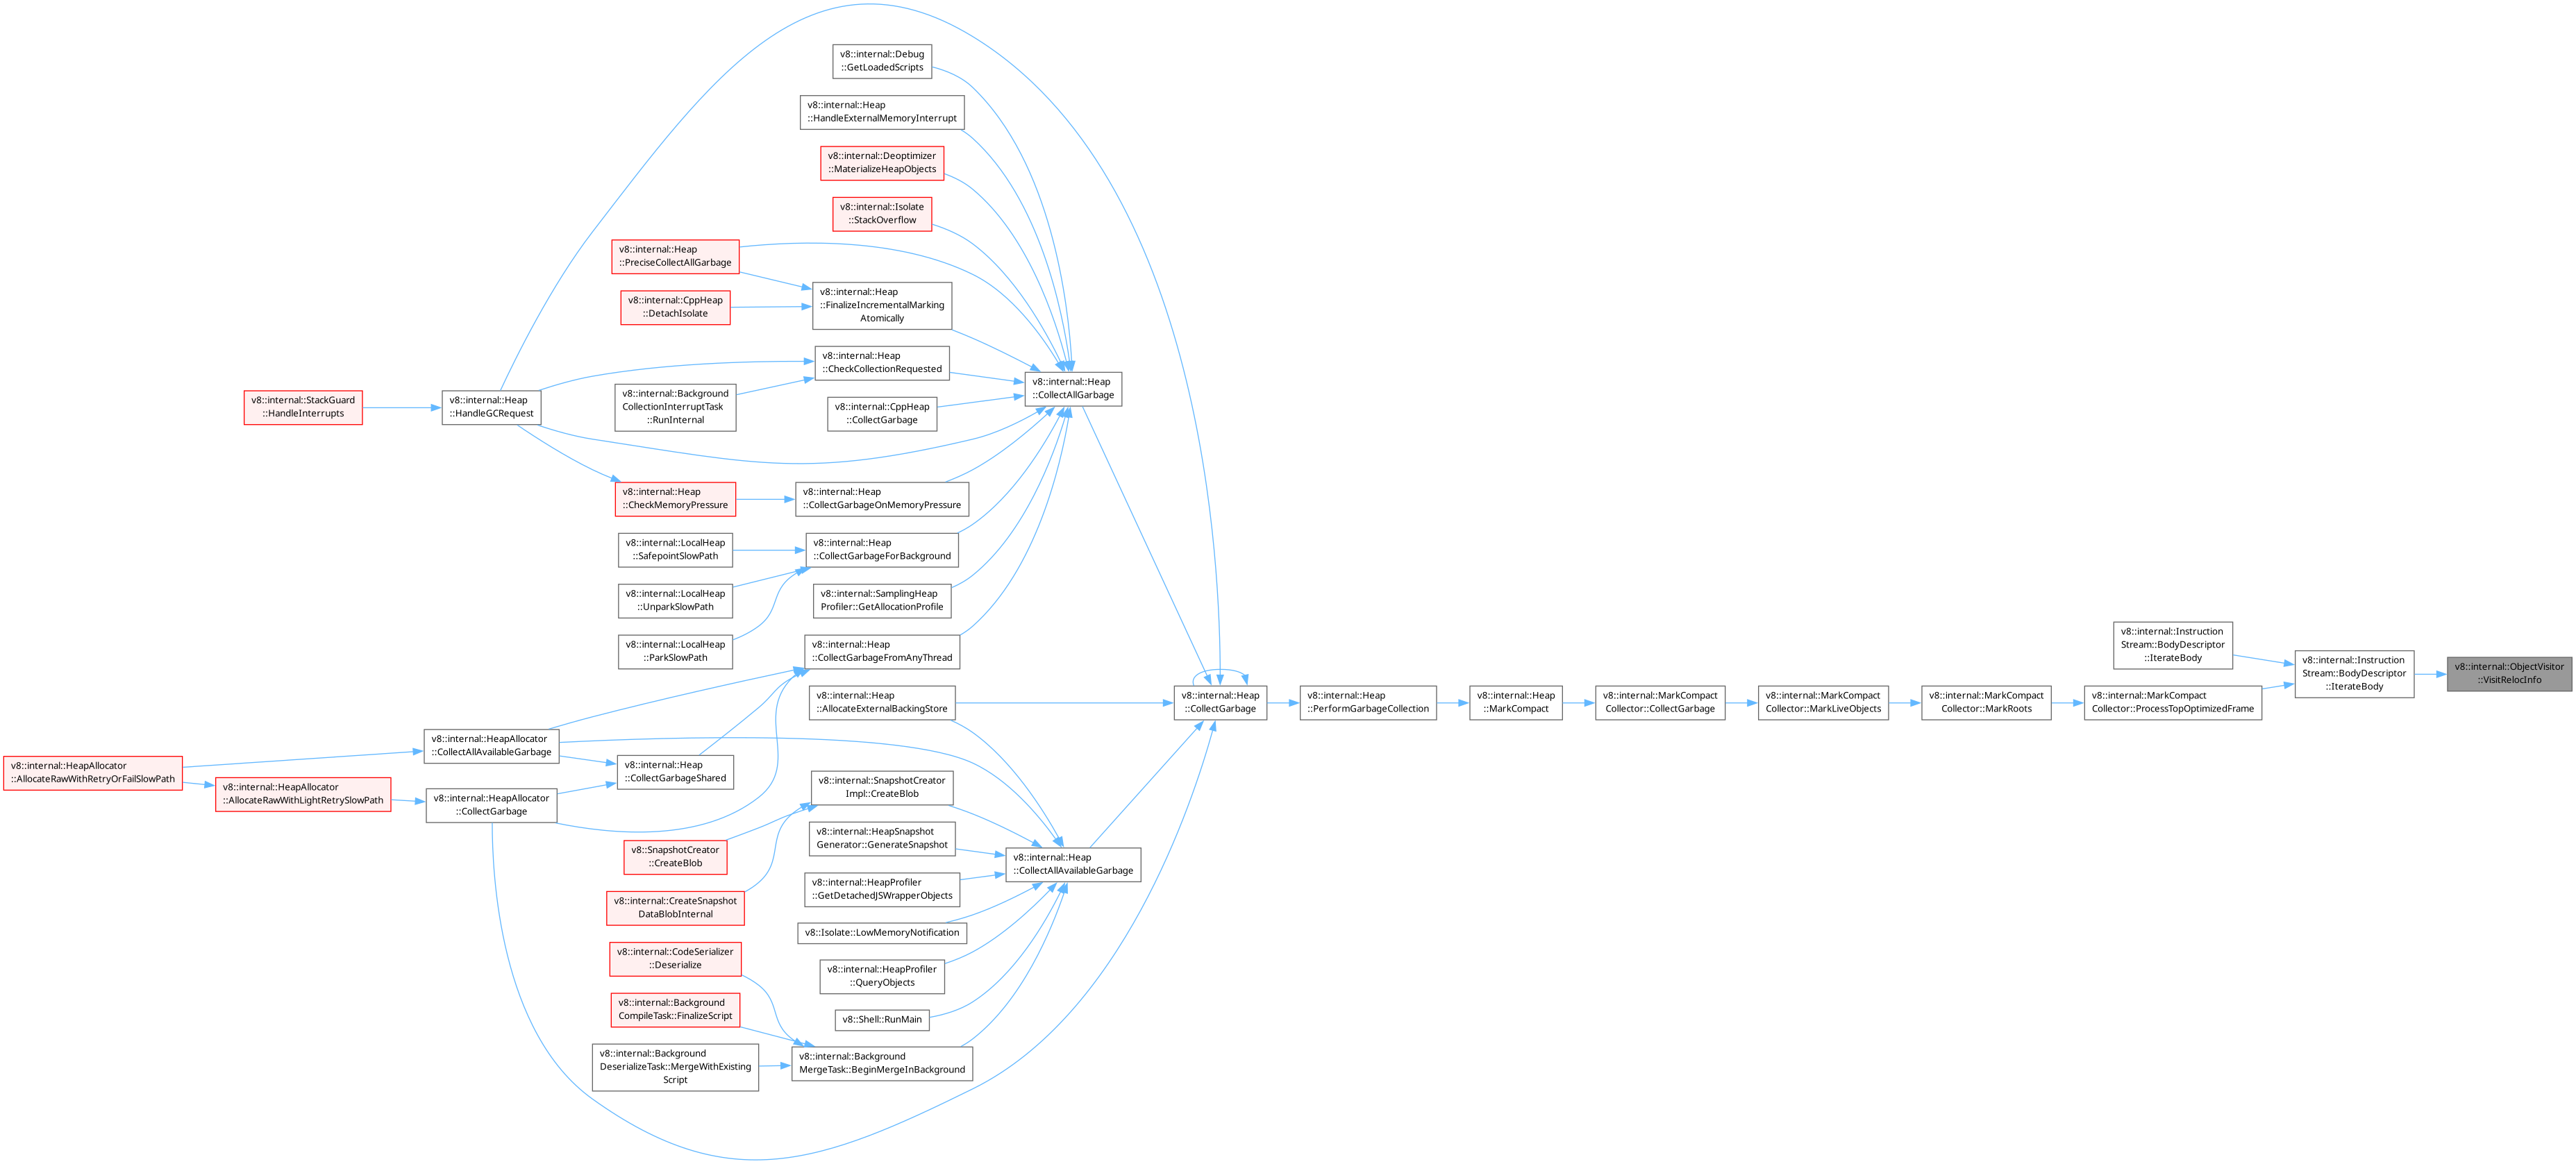 v8::internal::Debug
::GetLoadedScripts
v8::internal::Heap
::HandleExternalMemoryInterrupt
v8::internal::Deoptimizer
::MaterializeHeapObjects
v8::internal::Isolate
::StackOverflow
v8::internal::Heap
::PreciseCollectAllGarbage
v8::internal::CppHeap
::DetachIsolate
v8::internal::Heap
::FinalizeIncrementalMarking
Atomically
v8::internal::Heap
::CheckCollectionRequested
v8::internal::StackGuard
::HandleInterrupts
v8::internal::Heap
::HandleGCRequest
v8::internal::Background
CollectionInterruptTask
::RunInternal
v8::internal::CppHeap
::CollectGarbage
v8::internal::Heap
::CollectAllGarbage
v8::internal::Heap
::CheckMemoryPressure
v8::internal::Heap
::CollectGarbageOnMemoryPressure
v8::internal::LocalHeap
::SafepointSlowPath
v8::internal::Heap
::CollectGarbageForBackground
v8::internal::LocalHeap
::UnparkSlowPath
v8::internal::SamplingHeap
Profiler::GetAllocationProfile
v8::internal::LocalHeap
::ParkSlowPath
v8::internal::Heap
::CollectGarbageFromAnyThread
v8::internal::Heap
::AllocateExternalBackingStore
v8::internal::Heap
::CollectGarbage
v8::internal::Heap
::PerformGarbageCollection
v8::internal::Heap
::MarkCompact
v8::internal::MarkCompact
Collector::CollectGarbage
v8::internal::MarkCompact
Collector::MarkLiveObjects
v8::internal::MarkCompact
Collector::MarkRoots
v8::internal::MarkCompact
Collector::ProcessTopOptimizedFrame
v8::internal::Instruction
Stream::BodyDescriptor
::IterateBody
v8::internal::Instruction
Stream::BodyDescriptor
::IterateBody
v8::internal::ObjectVisitor
::VisitRelocInfo
v8::internal::HeapAllocator
::AllocateRawWithRetryOrFailSlowPath
v8::internal::HeapAllocator
::AllocateRawWithLightRetrySlowPath
v8::internal::HeapAllocator
::CollectAllAvailableGarbage
v8::internal::HeapAllocator
::CollectGarbage
v8::internal::Heap
::CollectGarbageShared
v8::internal::SnapshotCreator
Impl::CreateBlob
v8::SnapshotCreator
::CreateBlob
v8::internal::HeapSnapshot
Generator::GenerateSnapshot
v8::internal::Heap
::CollectAllAvailableGarbage
v8::internal::CreateSnapshot
DataBlobInternal
v8::internal::HeapProfiler
::GetDetachedJSWrapperObjects
v8::Isolate::LowMemoryNotification
v8::internal::CodeSerializer
::Deserialize
v8::internal::HeapProfiler
::QueryObjects
v8::internal::Background
CompileTask::FinalizeScript
v8::Shell::RunMain
v8::internal::Background
DeserializeTask::MergeWithExisting
Script
v8::internal::Background
MergeTask::BeginMergeInBackground